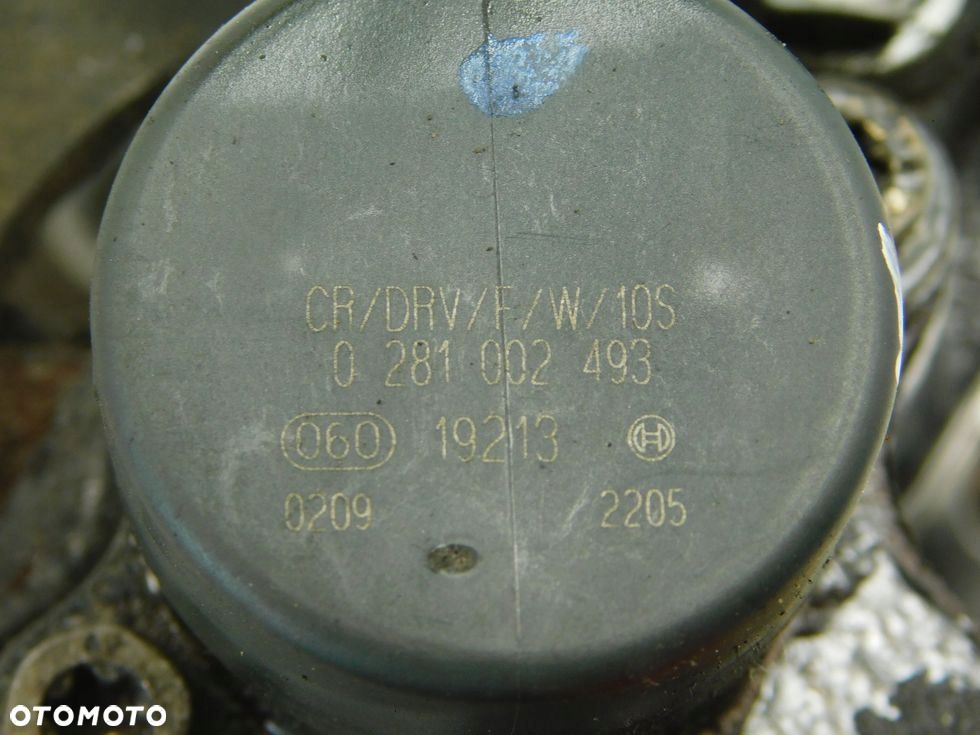 CR/DRV/F/W/10S
0 281 002 493
060 19213
0209 2205
OTOMOTO